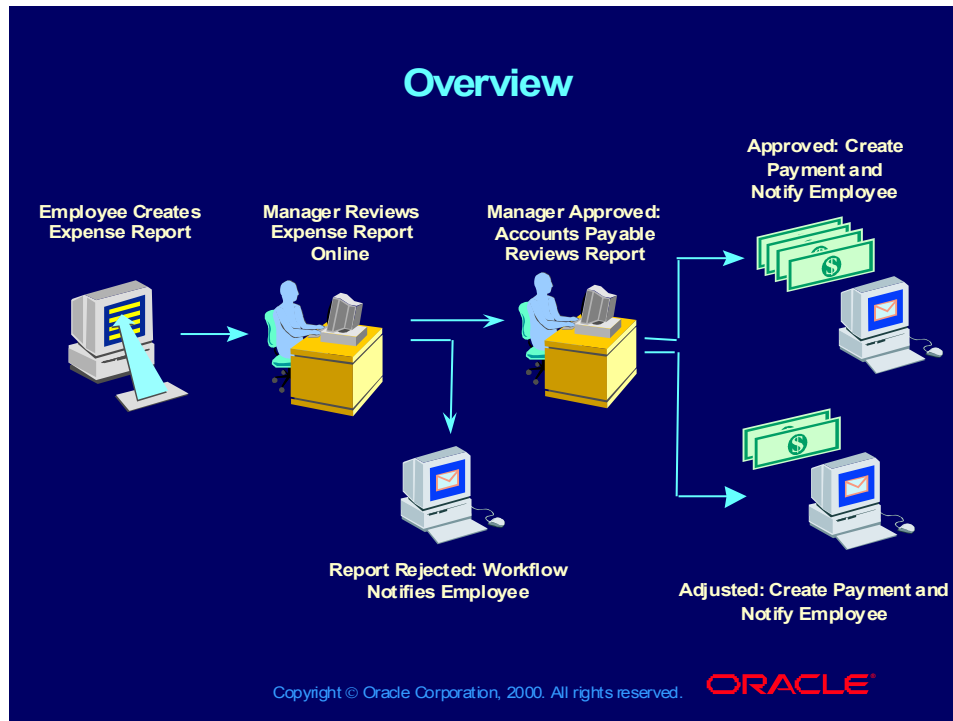 Overview
Employee Creates
Expense Report
Manager Reviews
Expense Report
Online
Manager Approved:
Accounts Payable
Reviews Report
Approved: Create
Payment and
Notify Employee
$
$
Report Rejected: Workflow
Notifies Employee
Adjusted: Create Payment and
Notify Employee
Copyright © Oracle Corporation, 2000. All rights reserved.
ORACLE®